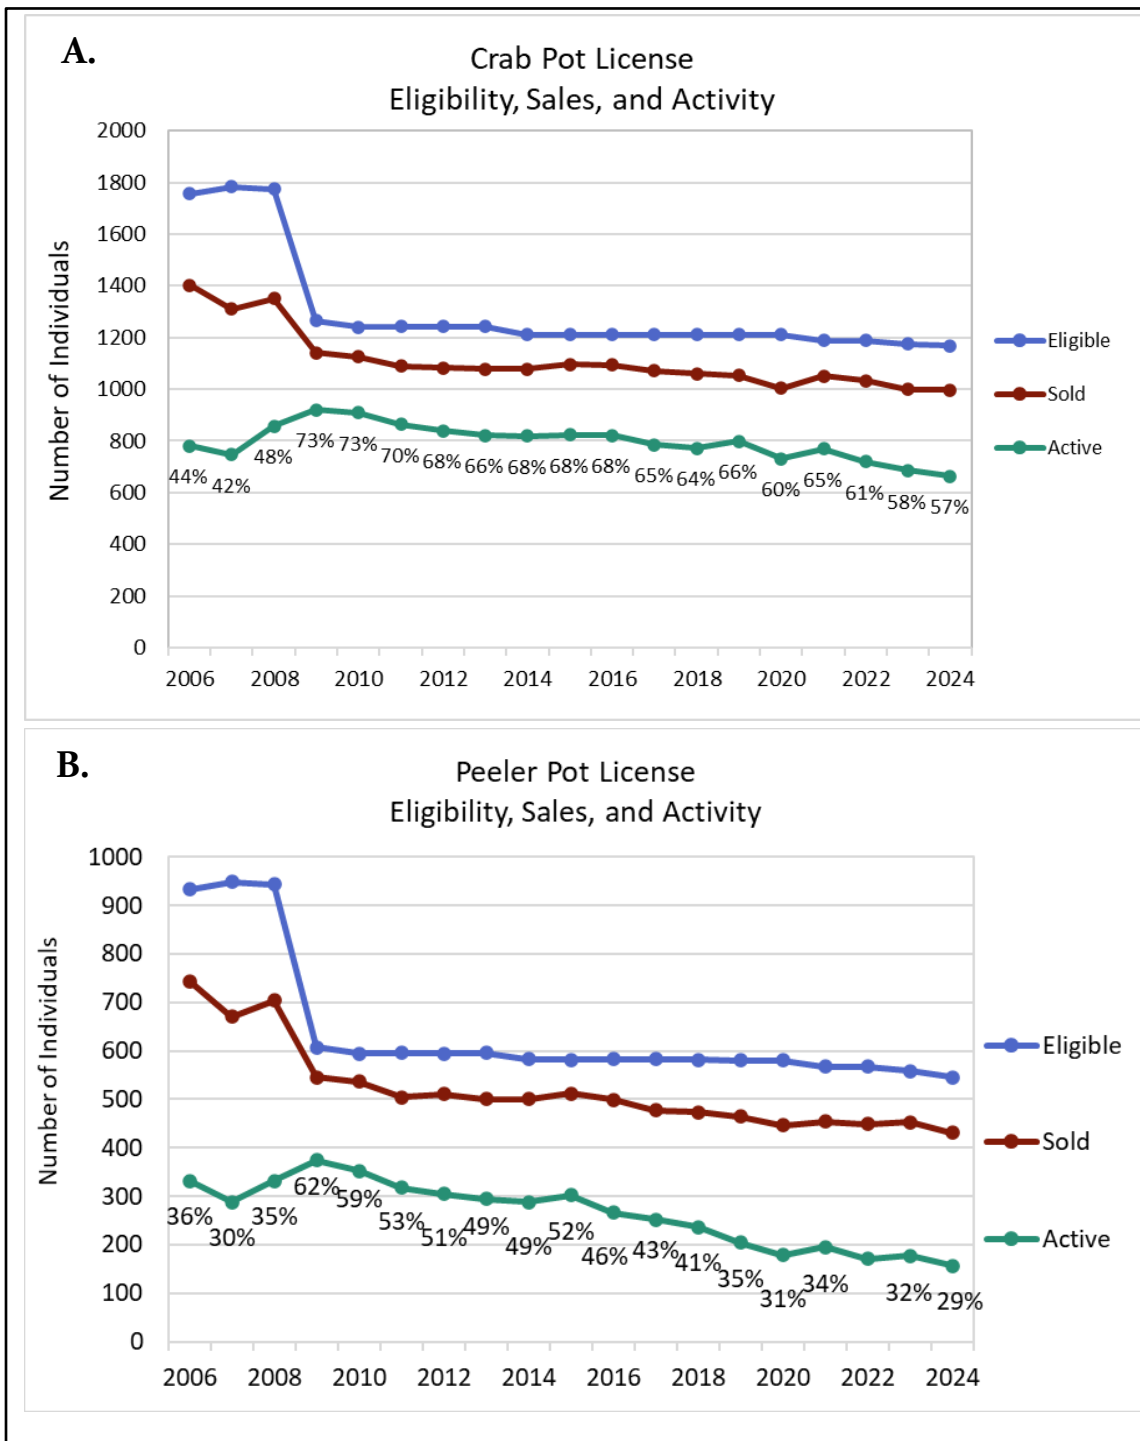 A.
Crab Pot License
Eligibility, Sales, and Activity
Number of Individuals
2000
1800
1600
1400
1200
1000
800
600
400
200
0
44% 42% 48% 73% 73% 70% 68% 66% 68% 68% 68% 65% 64% 66% 60% 65% 61% 58% 57%
2006 2008 2010 2012 2014 2016 2018 2020 2022 2024
Eligible
Sold
Active
B.
Peeler Pot License
Eligibility, Sales, and Activity
Number of Individuals
1000
900
800
700
600
500
400
300
200
100
0
36% 30% 35% 62% 59% 53% 51% 49% 49% 52% 46% 43% 41% 35% 31% 34% 32% 29%
2006 2008 2010 2012 2014 2016 2018 2020 2022 2024
Eligible
Sold
Active